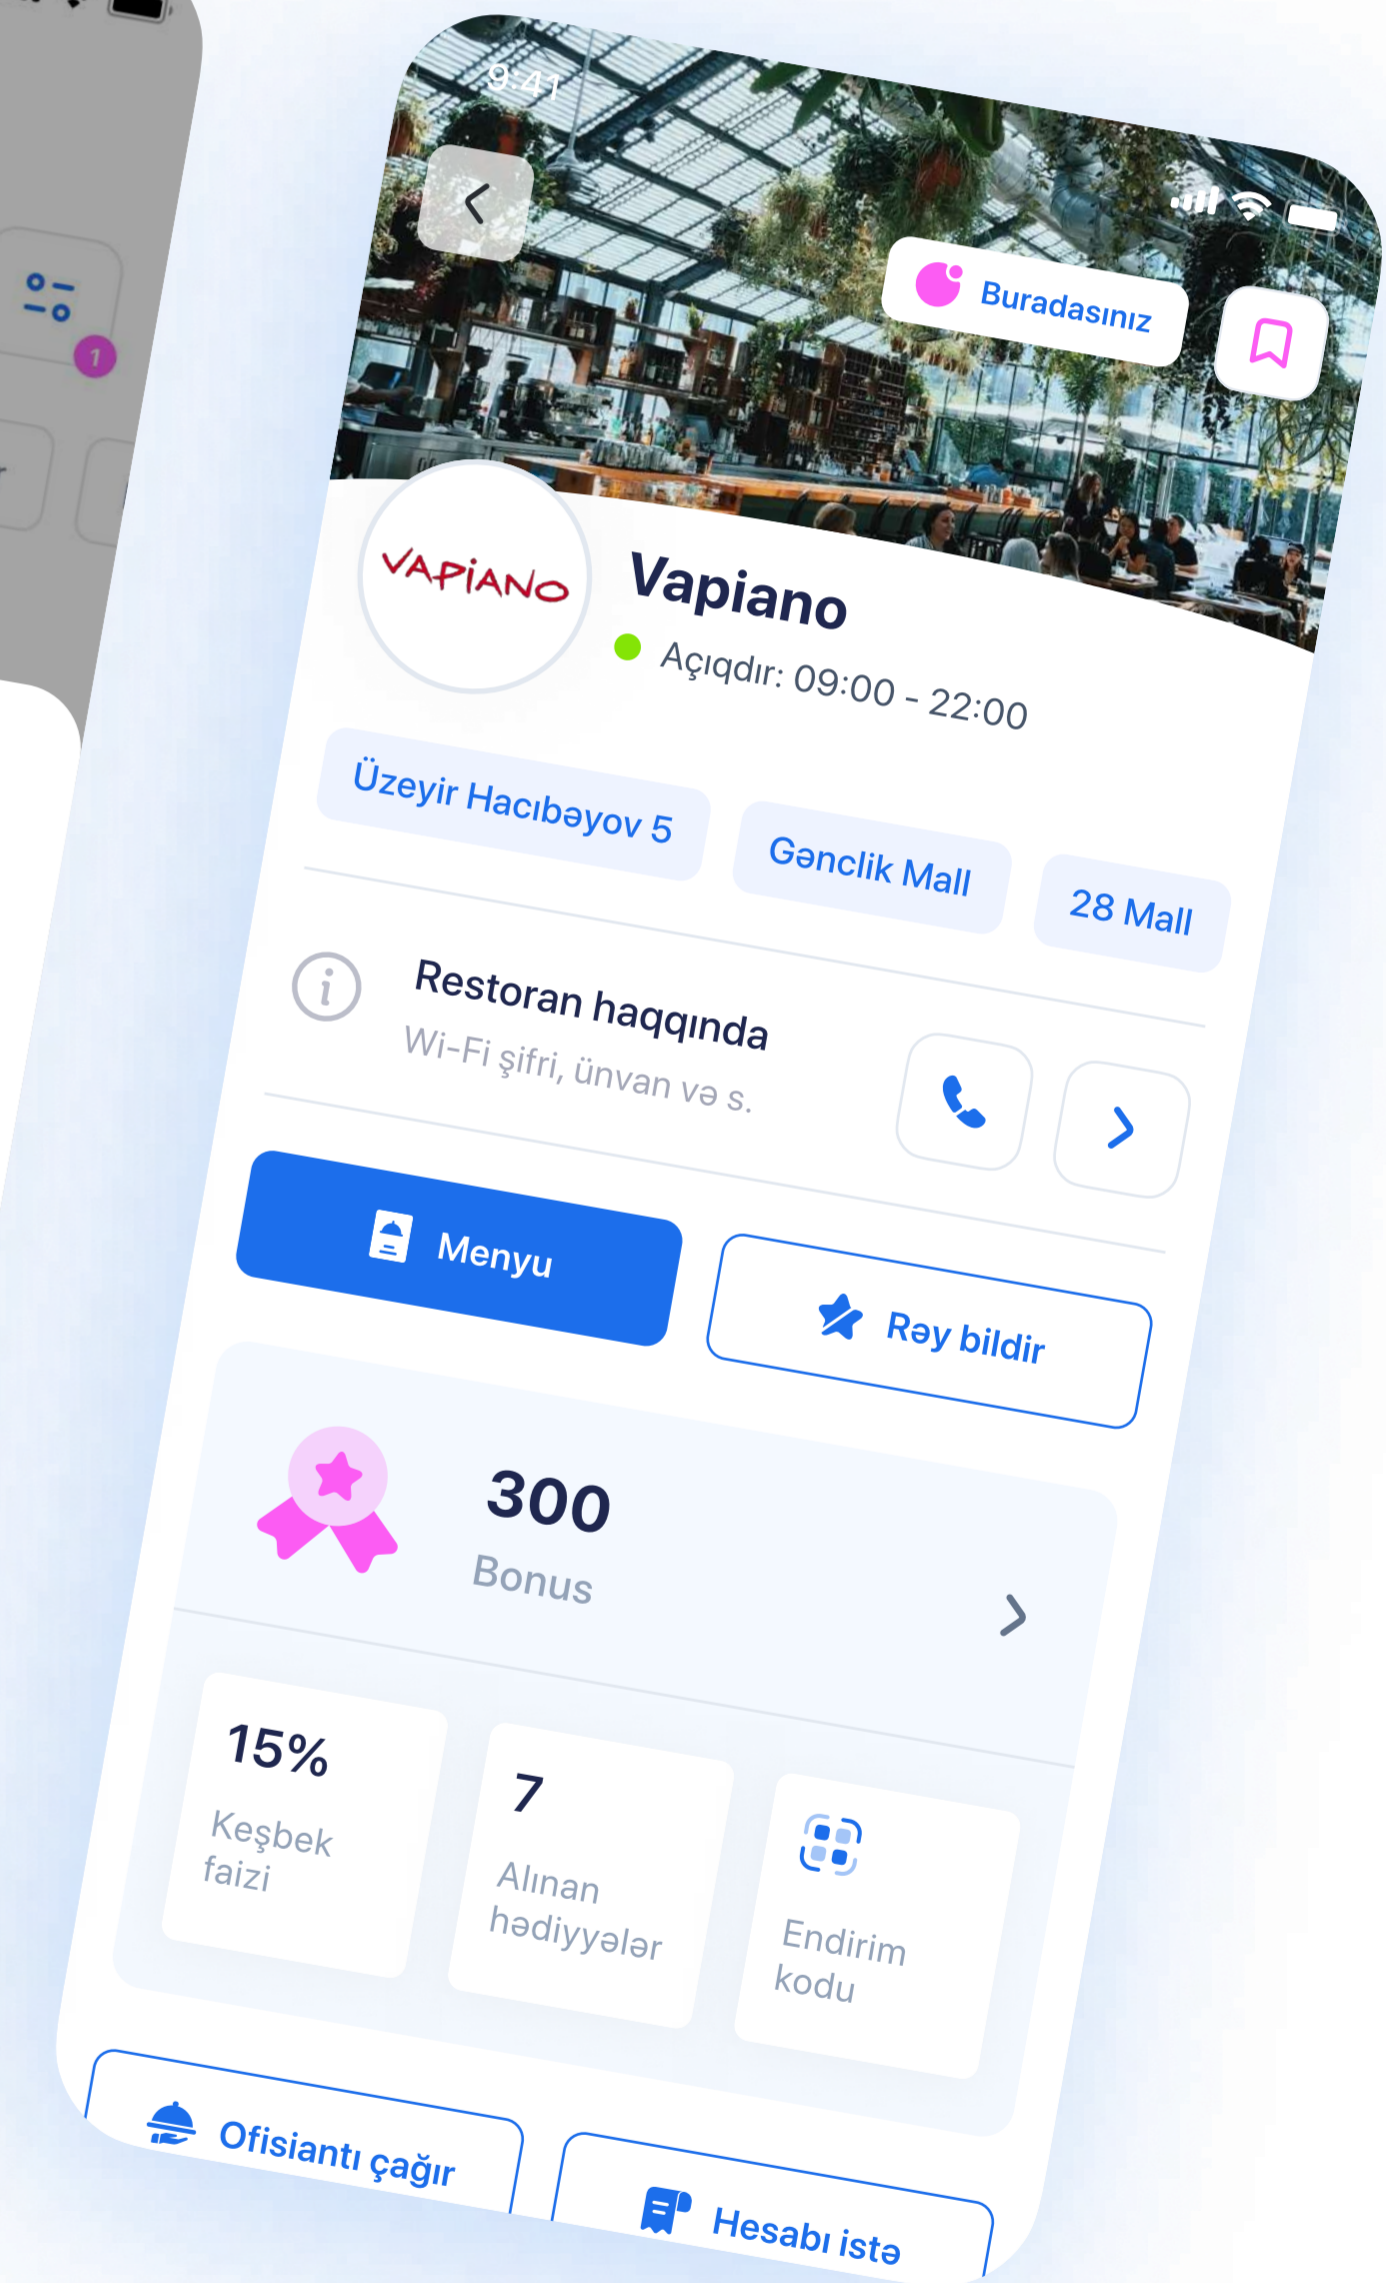 9:41
1
Buradasınız
VAPIANO
Vapiano
Açıqdır: 09:00 - 22:00
Üzeyir Hacıbəyov 5
Gənclik Mall
28 Mall
Restoran haqqında
Wi-Fi şifri, ünvan və s.
Menyu
Rəy bildir
300
Bonus
15%
Keşbek
faizi
7
Alınan
hədiyyələr
Endirim
kodu
Ofisiantı çağır
Hesabı istə